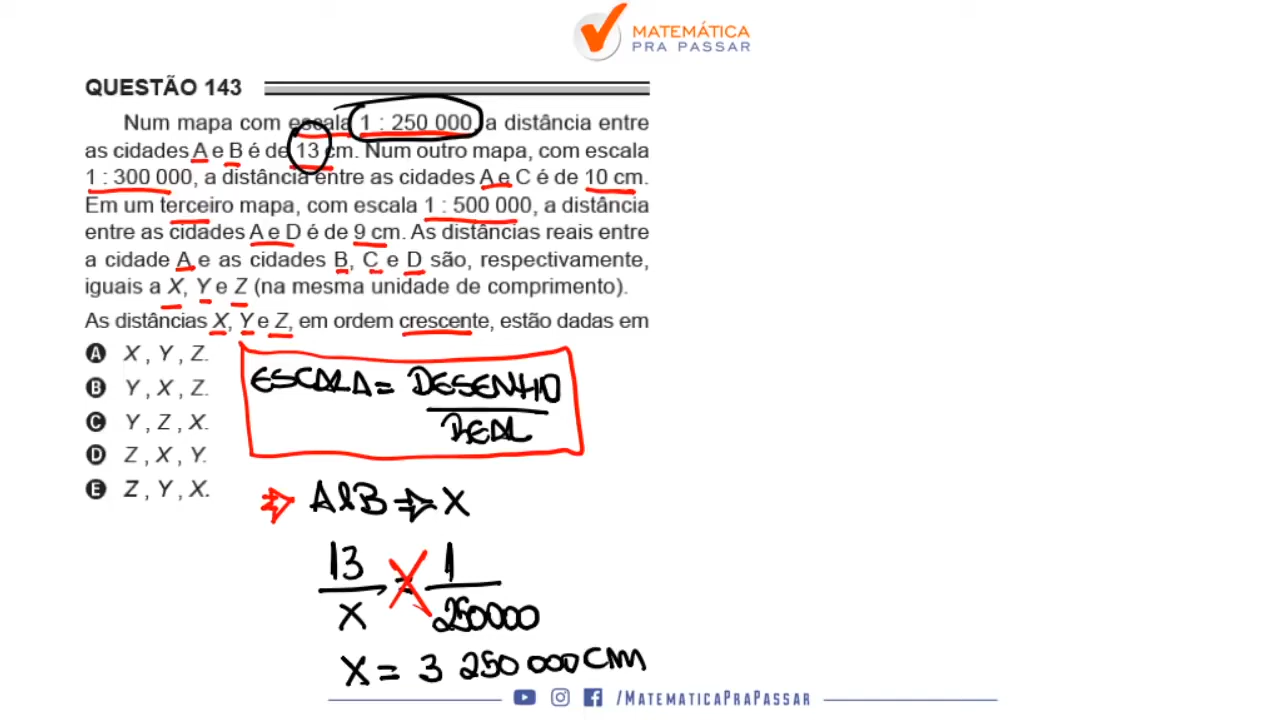 MATEMÁTICA
PRA PASSAR
QUESTÃO 143
Num mapa com escala 1 : 250 000, a distância entre
as cidades A e B é de 13 cm. Num outro mapa, com escala
1 : 300 000, a distância entre as cidades A e C é de 10 cm.
Em um terceiro mapa, com escala 1 : 500 000, a distância
entre as cidades A e D é de 9 cm. As distâncias reais entre
a cidade A e as cidades B, C e D são, respectivamente,
iguais a X, Y e Z (na mesma unidade de comprimento).
As distâncias X, Y e Z, em ordem crescente, estão dadas em
A X , Y , Z.
B Y , X , Z.
C Y , Z , X.
D Z , X , Y.
E Z , Y , X.
ESCALA = DESENHO
REAL
A e B ⇒ X
13 = 1
X 250000
X = 3 250 000 CM
/MATEMATICAPRAPASSAR